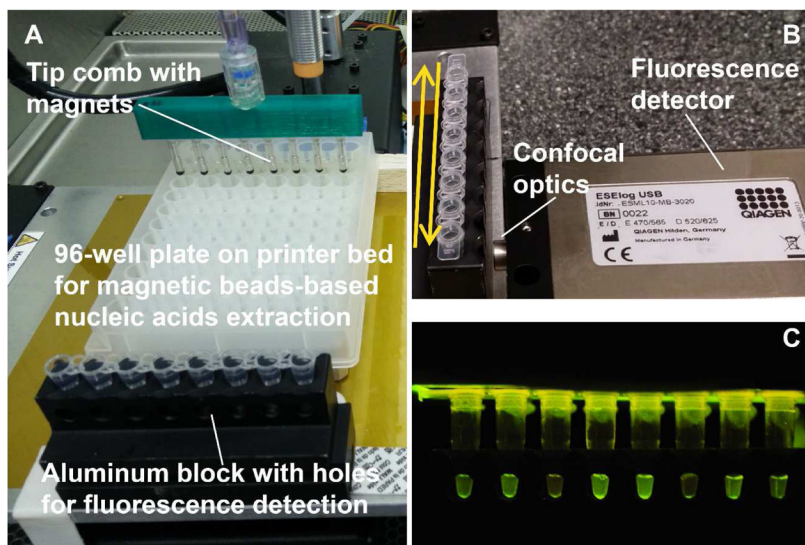 A
Tip comb with
magnets
96-well plate on printer bed
for magnetic beads-based
nucleic acids extraction
Aluminum block with holes
for fluorescence detection
B
Fluorescence
detector
Confocal
optics
ESElog USB
IdNr.: ESML10-MB-3020
BN 0022
E / D E 470/565 D 520/625
QIAGEN Hilden, Germany
Manufactured in Germany
CE
QIAGEN
C